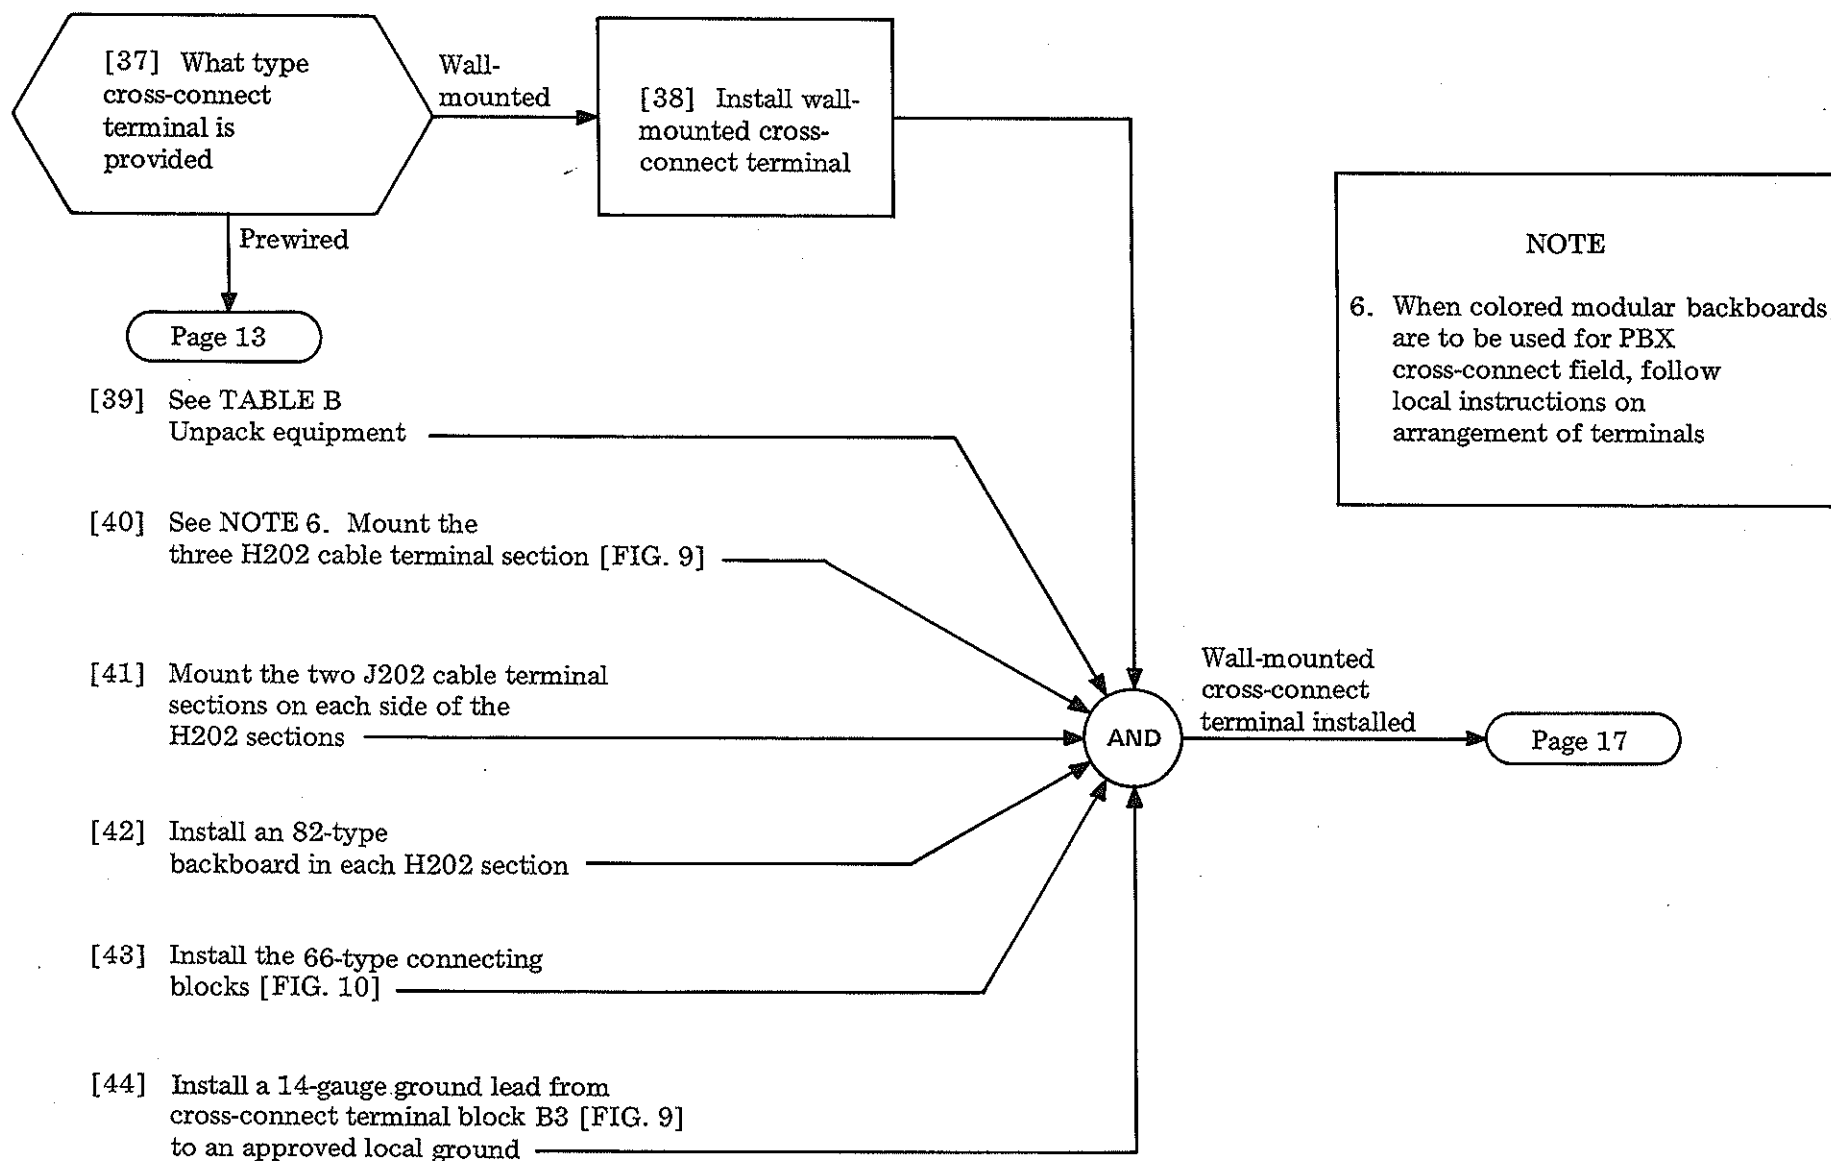 [37] What type
cross-connect
terminal is
provided
Wall-
mounted
[38] Install wall-
mounted cross-
connect terminal
Prewired
Page 13
NOTE
6. When colored modular backboards
are to be used for PBX
cross-connect field, follow
local instructions on
arrangement of terminals
[39] See TABLE B
Unpack equipment
[40] See NOTE 6. Mount the
three H202 cable terminal section [FIG. 9]
[41] Mount the two J202 cable terminal
sections on each side of the
H202 sections
AND
Wall-mounted
cross-connect
terminal installed
Page 17
[42] Install an 82-type
backboard in each H202 section
[43] Install the 66-type connecting
blocks [FIG. 10]
[44] Install a 14-gauge ground lead from
cross-connect terminal block B3 [FIG. 9]
to an approved local ground